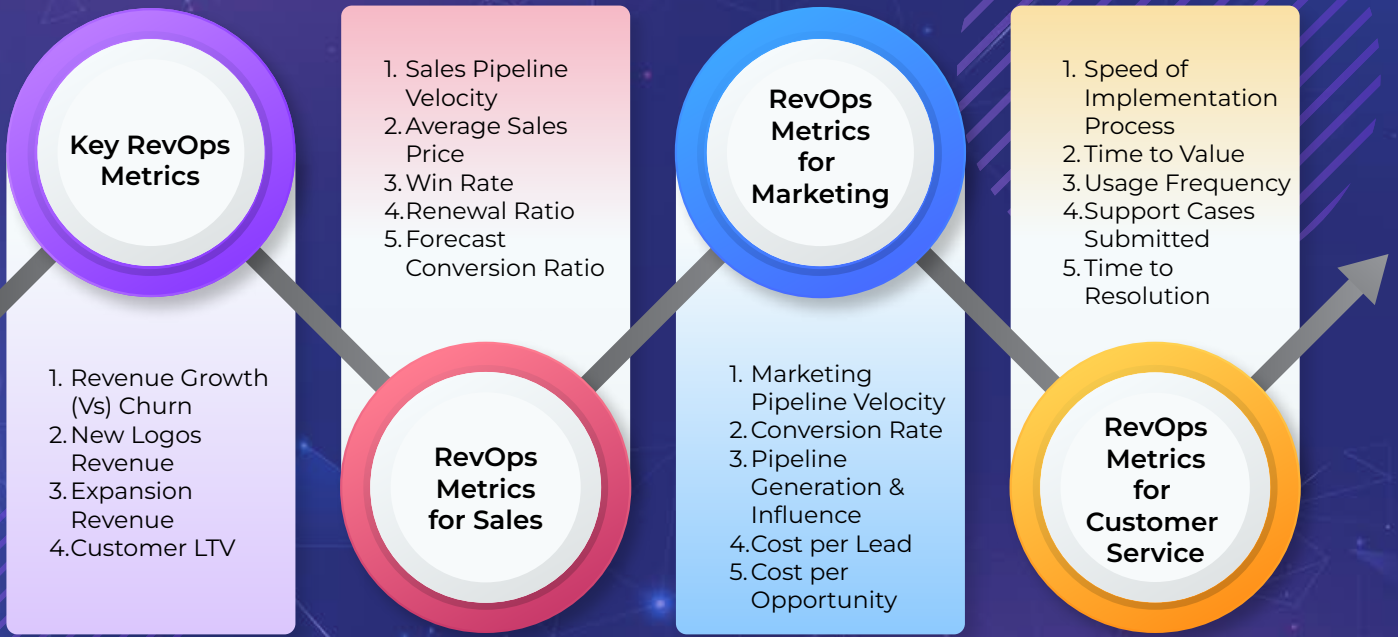 Key RevOps
Metrics
1. Revenue Growth
(Vs) Churn
2. New Logos
Revenue
3. Expansion
Revenue
4. Customer LTV
1. Sales Pipeline
Velocity
2. Average Sales
Price
3. Win Rate
4. Renewal Ratio
5. Forecast
Conversion Ratio
RevOps
Metrics
for Sales
RevOps
Metrics
for
Marketing
1. Marketing
Pipeline Velocity
2. Conversion Rate
3. Pipeline
Generation &
Influence
4. Cost per Lead
5. Cost per
Opportunity
1. Speed of
Implementation
Process
2. Time to Value
3. Usage Frequency
4. Support Cases
Submitted
5. Time to
Resolution
RevOps
Metrics
for
Customer
Service